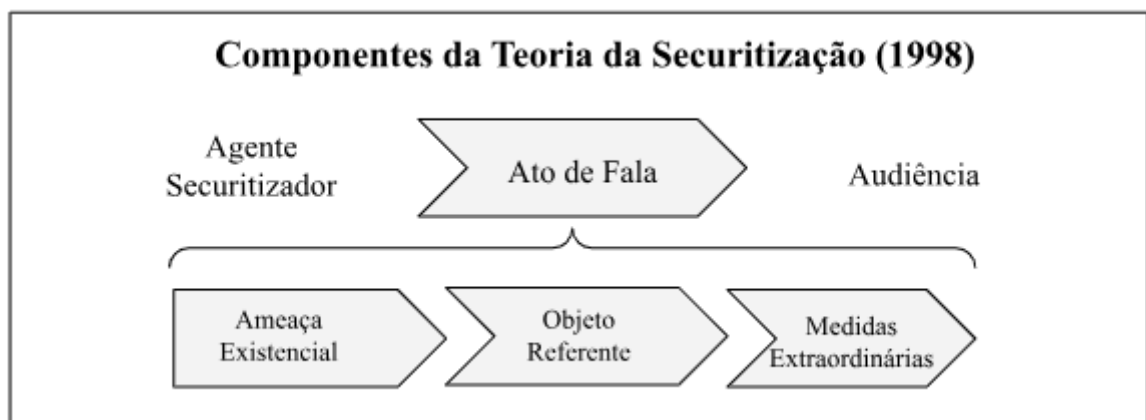 Componentes da Teoria da Securitização (1998)
Agente
Securitizador
Ato de Fala
Audiência
Ameaça
Existencial
Objeto
Referente
Medidas
Extraordinárias